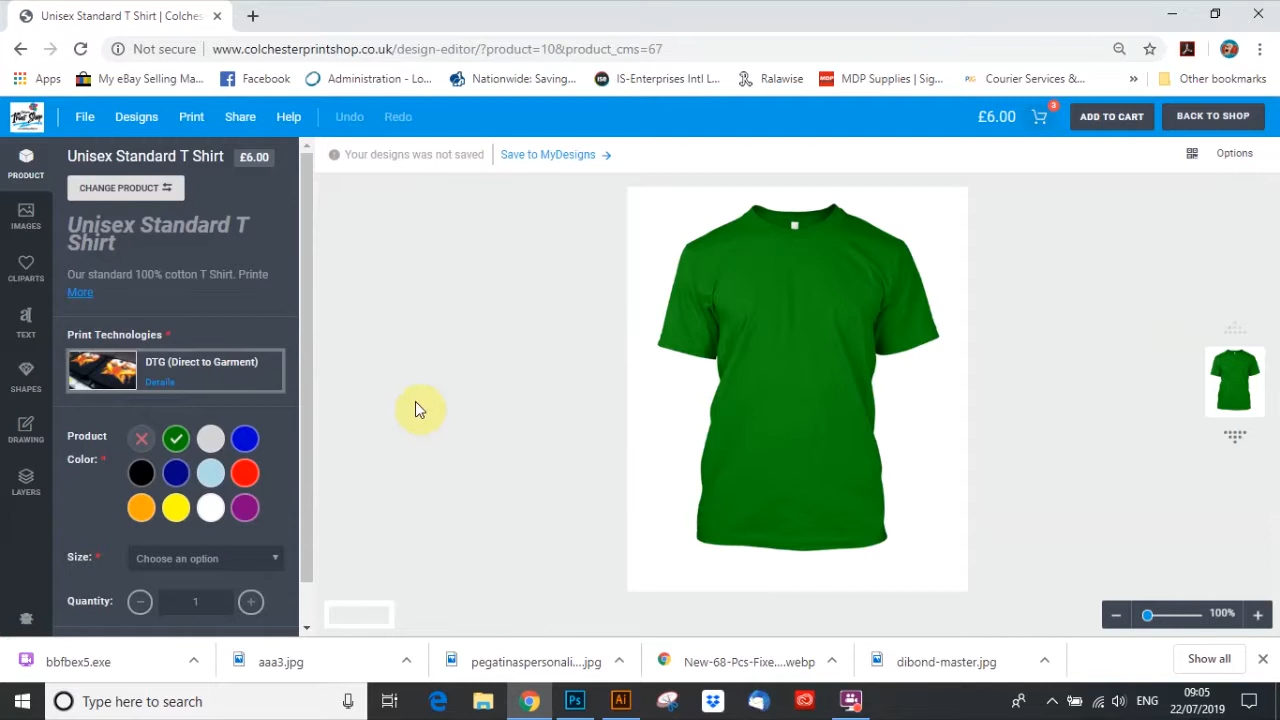 Unisex Standard T Shirt | Colches
Not secure www.colchesterprintshop.co.uk/design-editor/?product=10&product_cms=67
Apps My eBay Selling Ma... Facebook Administration - Lo... Nationwide: Saving... IS-Enterprises Intl L... Ralawise MDP Supplies | Sig... Courier Services &... » Other bookmarks
File Designs Print Share Help Undo Redo £6.00 3 ADD TO CART BACK TO SHOP
PRODUCT
IMAGES
CLIPARTS
TEXT
SHAPES
DRAWING
LAYERS
Unisex Standard T Shirt £6.00
CHANGE PRODUCT
Unisex Standard T
Shirt
Our standard 100% cotton T Shirt. Printe
More
Print Technologies *
DTG (Direct to Garment)
Details
Product
Color: *
Size: * Choose an option
Quantity: − 1 +
Your designs was not saved Save to MyDesigns →
Options
− 100% +
bbfbex5.exe aaa3.jpg pegatinaspersonali....jpg New-68-Pcs-Fixe....webp dibond-master.jpg Show all
Type here to search Ps Ai ENG
09:05
22/07/2019